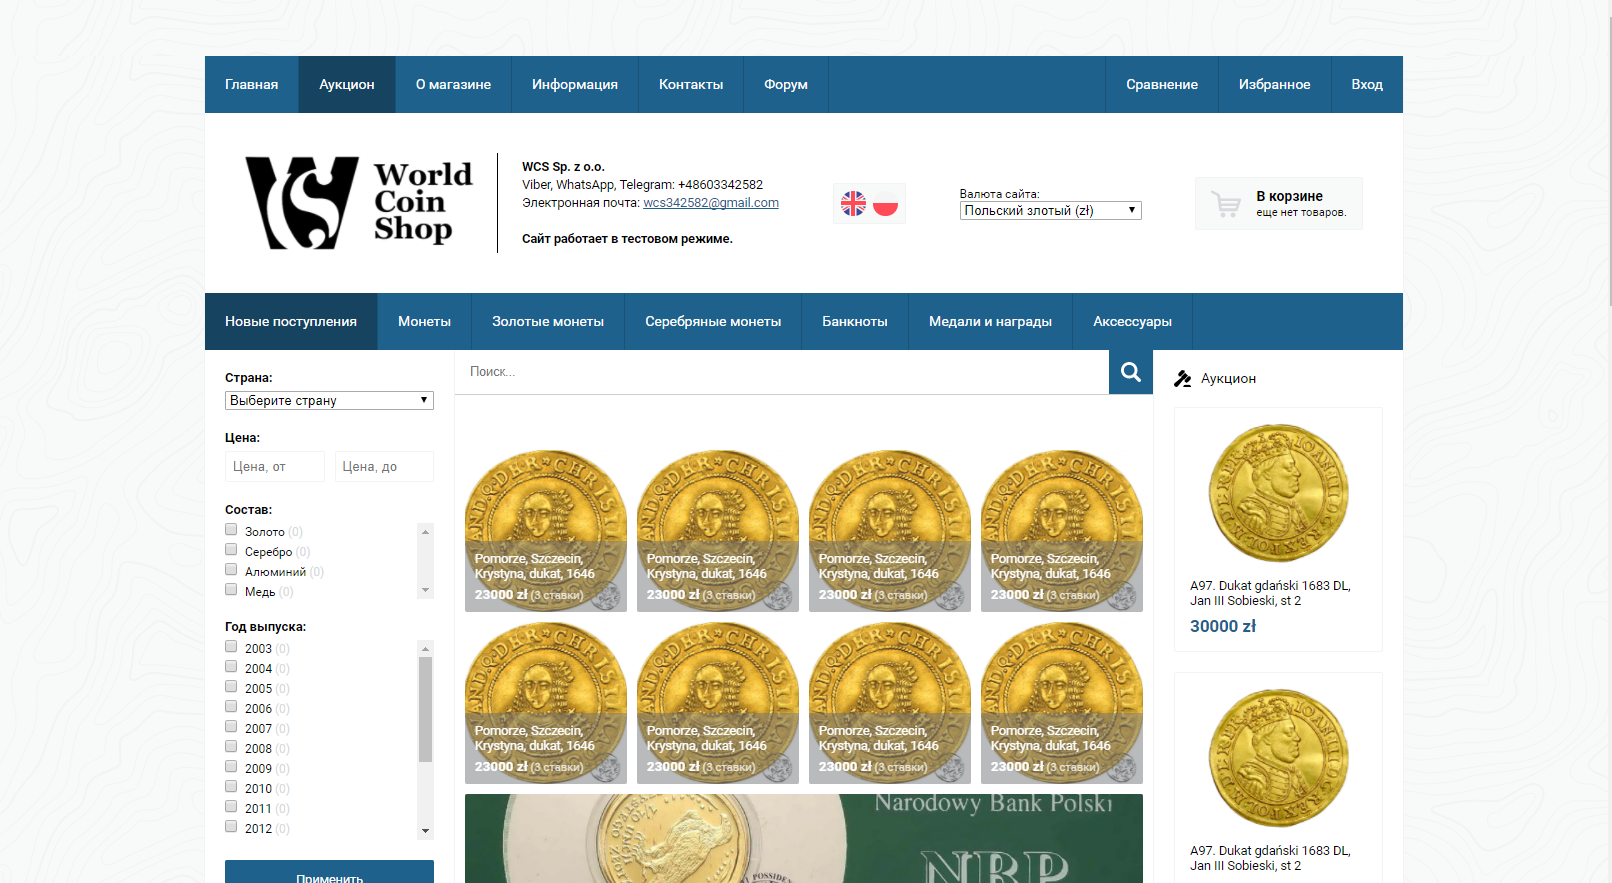 Главная
Аукцион
О магазине
Информация
Контакты
Форум
Сравнение
Избранное
Вход
World
Coin
Shop
WCS Sp. z o.o.
Viber, WhatsApp, Telegram: +48603342582
Электронная почта: wcs342582@gmail.com
Сайт работает в тестовом режиме.
Валюта сайта:
Польский злотый (zł)
В корзине
еще нет товаров.
Новые поступления
Монеты
Золотые монеты
Серебряные монеты
Банкноты
Медали и награды
Аксессуары
Страна:
Выберите страну
Цена:
Цена, от
Цена, до
Состав:
Золото (0)
Серебро (0)
Алюминий (0)
Медь (0)
Год выпуска:
2003 (0)
2004 (0)
2005 (0)
2006 (0)
2007 (0)
2008 (0)
2009 (0)
2010 (0)
2011 (0)
2012 (0)
Применить
Поиск...
Pomorze, Szczecin,
Krystyna, dukat, 1646
23000 zł (3 ставки)
Pomorze, Szczecin,
Krystyna, dukat, 1646
23000 zł (3 ставки)
Pomorze, Szczecin,
Krystyna, dukat, 1646
23000 zł (3 ставки)
Pomorze, Szczecin,
Krystyna, dukat, 1646
23000 zł (3 ставки)
Pomorze, Szczecin,
Krystyna, dukat, 1646
23000 zł (3 ставки)
Pomorze, Szczecin,
Krystyna, dukat, 1646
23000 zł (3 ставки)
Pomorze, Szczecin,
Krystyna, dukat, 1646
23000 zł (3 ставки)
Pomorze, Szczecin,
Krystyna, dukat, 1646
23000 zł (3 ставки)
Narodowy Bank Polski
NBP
Аукцион
A97. Dukat gdański 1683 DL,
Jan III Sobieski, st 2
30000 zł
A97. Dukat gdański 1683 DL,
Jan III Sobieski, st 2